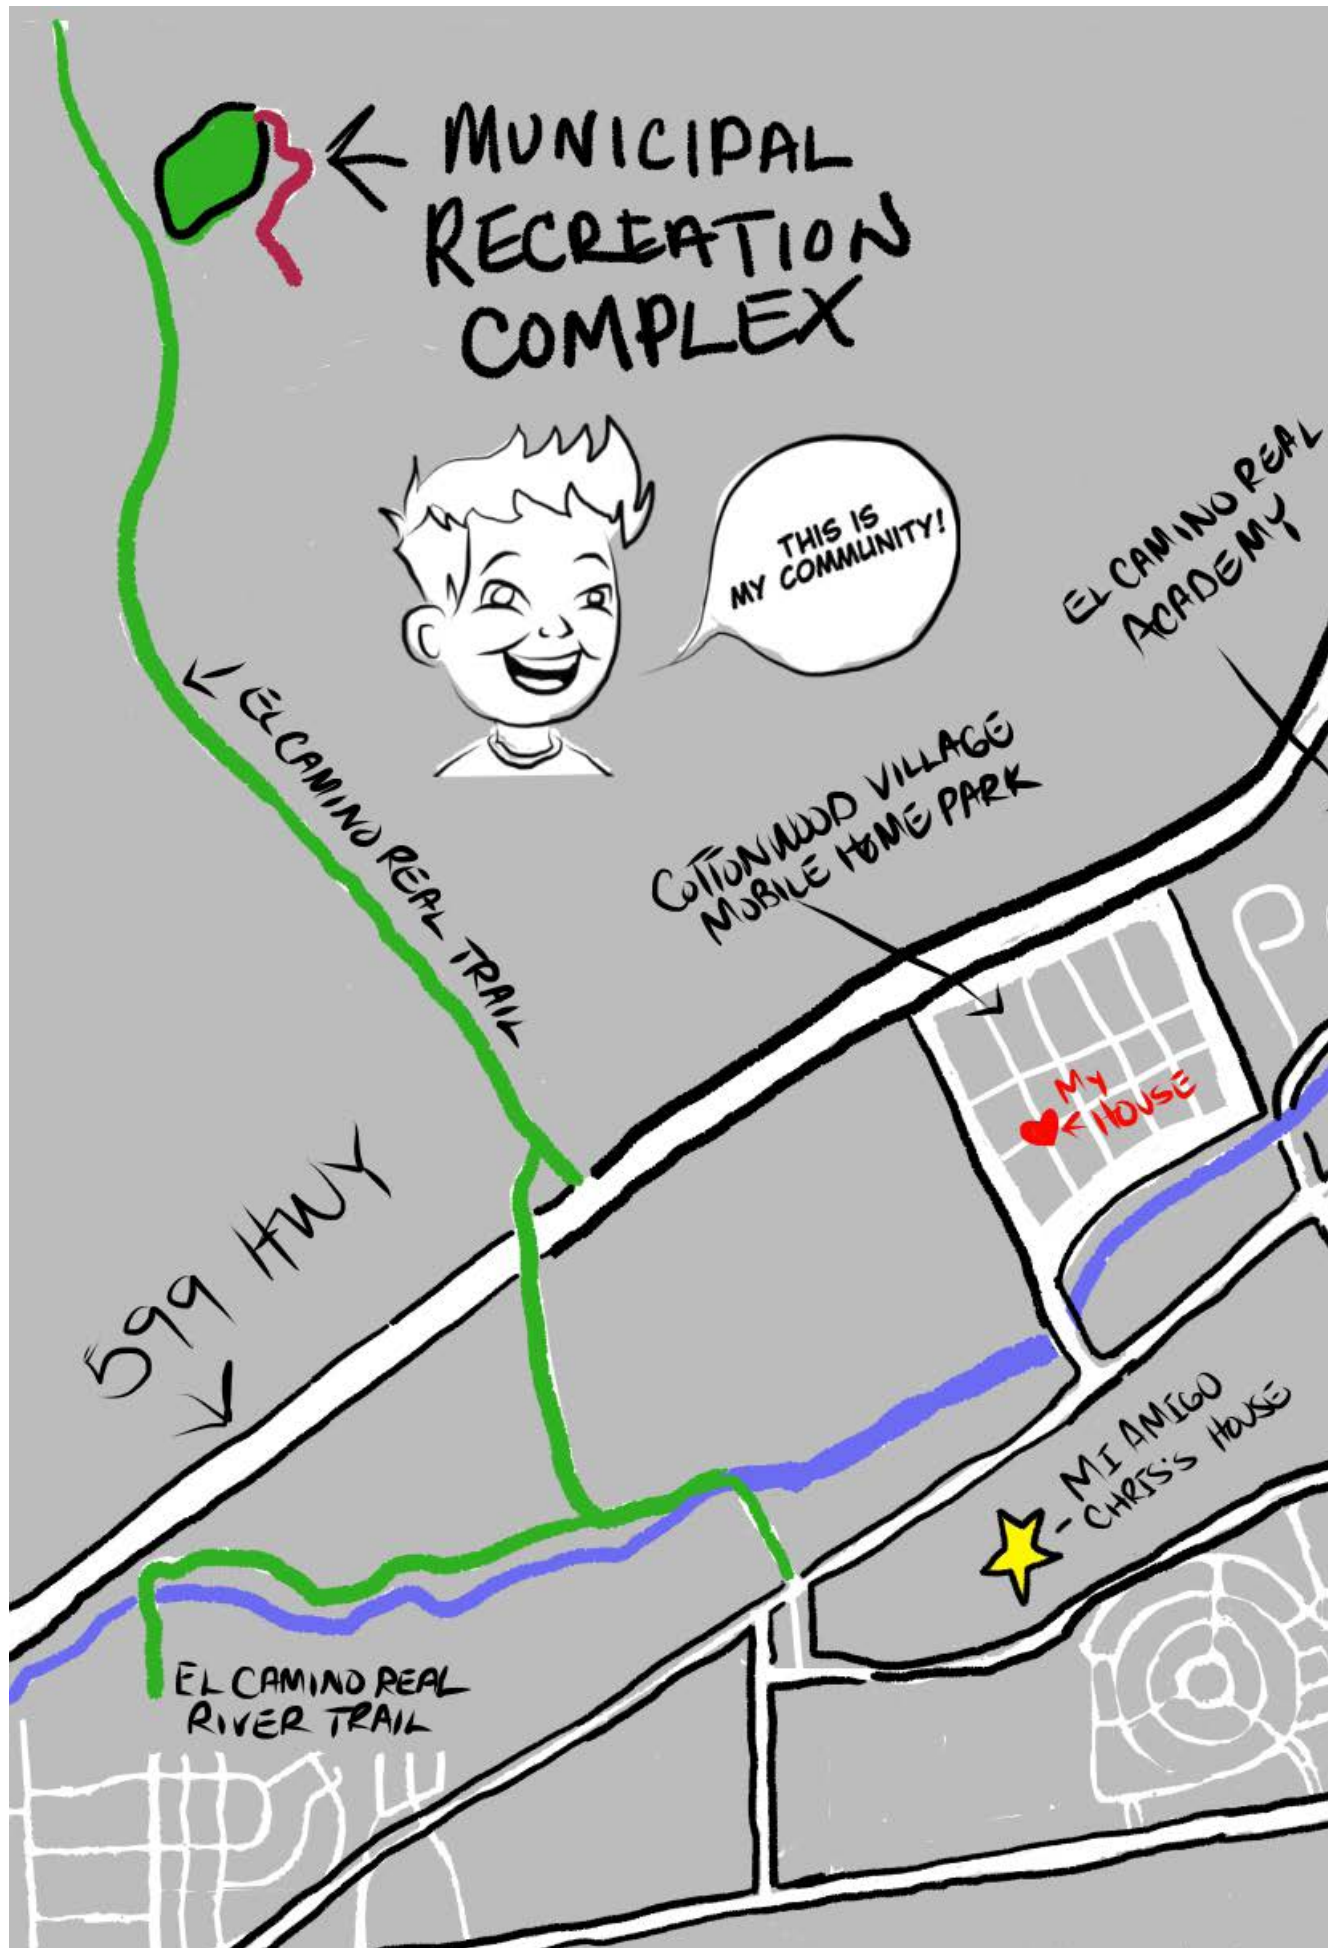 MUNICIPAL
RECREATION
COMPLEX
THIS IS
MY COMMUNITY!
EL CAMINO REAL
ACADEMY
EL CAMINO REAL TRAIL
COTTONWOOD VILLAGE
MOBILE HOME PARK
MY
HOUSE
599 HWY
MI AMIGO
CHRIS'S HOUSE
EL CAMINO REAL
RIVER TRAIL